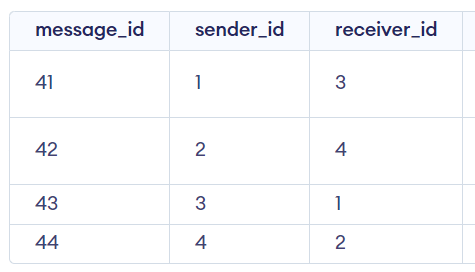 message_id sender_id receiver_id
41 1 3
42 2 4
43 3 1
44 4 2